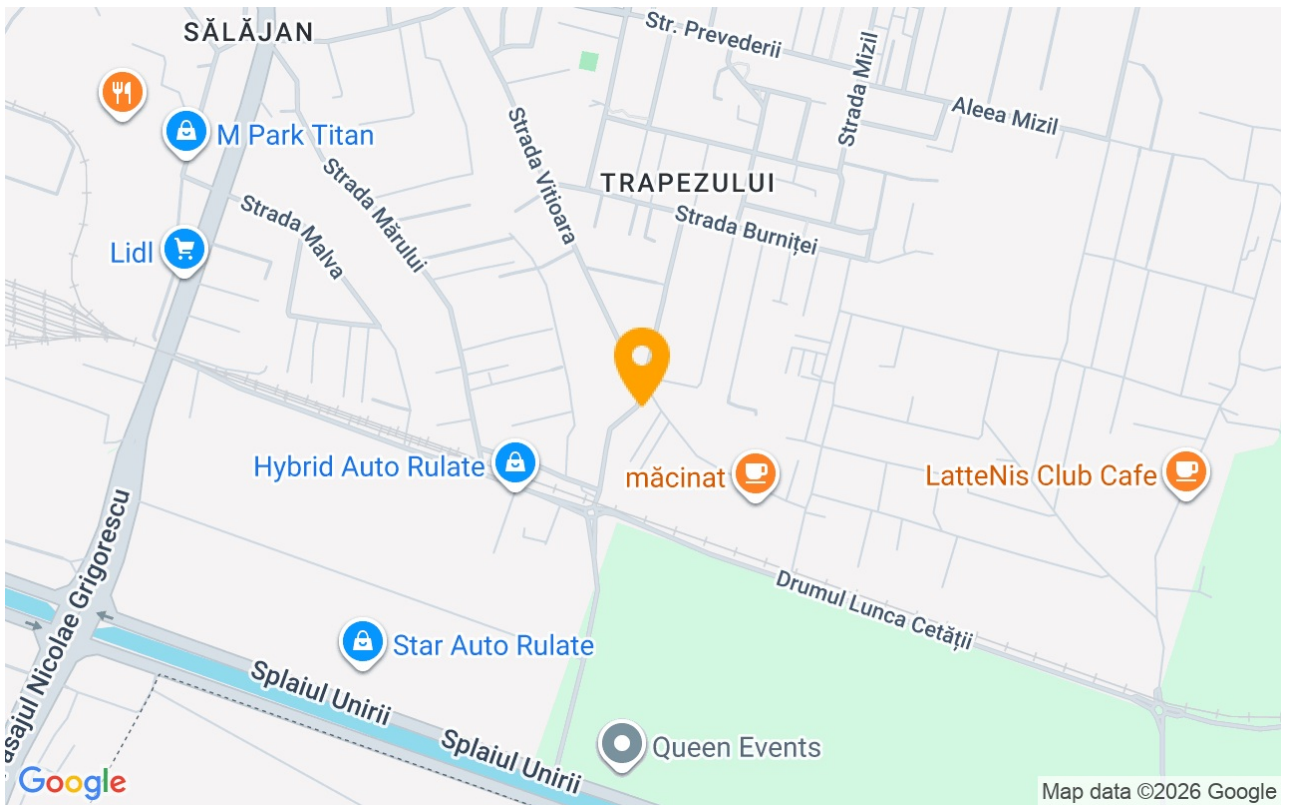 SĂLĂJAN
Str. Prevederii
Strada Mizil
Aleea Mizil
M Park Titan
Strada Vitioara
Strada Mărului
TRAPEZULUI
Strada Malva
Strada Burniței
Lidl
Hybrid Auto Rulate
măcinat
LatteNis Club Cafe
Pasajul Nicolae Grigorescu
Drumul Lunca Cetății
Star Auto Rulate
Splaiul Unirii
Splaiul Unirii
Queen Events
Google
Map data ©2026 Google